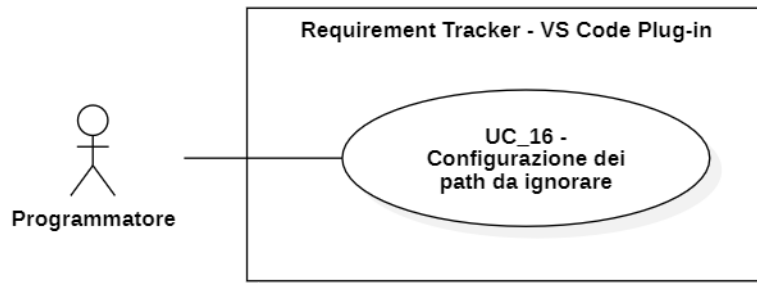 Requirement Tracker - VS Code Plug-in
UC_16 -
Configurazione dei
path da ignorare
Programmatore